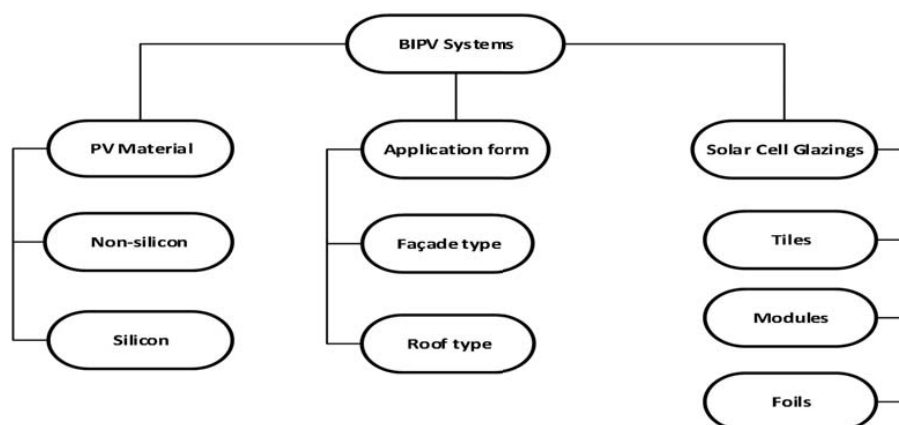 BIPV Systems
PV Material
Application form
Solar Cell Glazings
Non-silicon
Façade type
Tiles
Silicon
Roof type
Modules
Foils